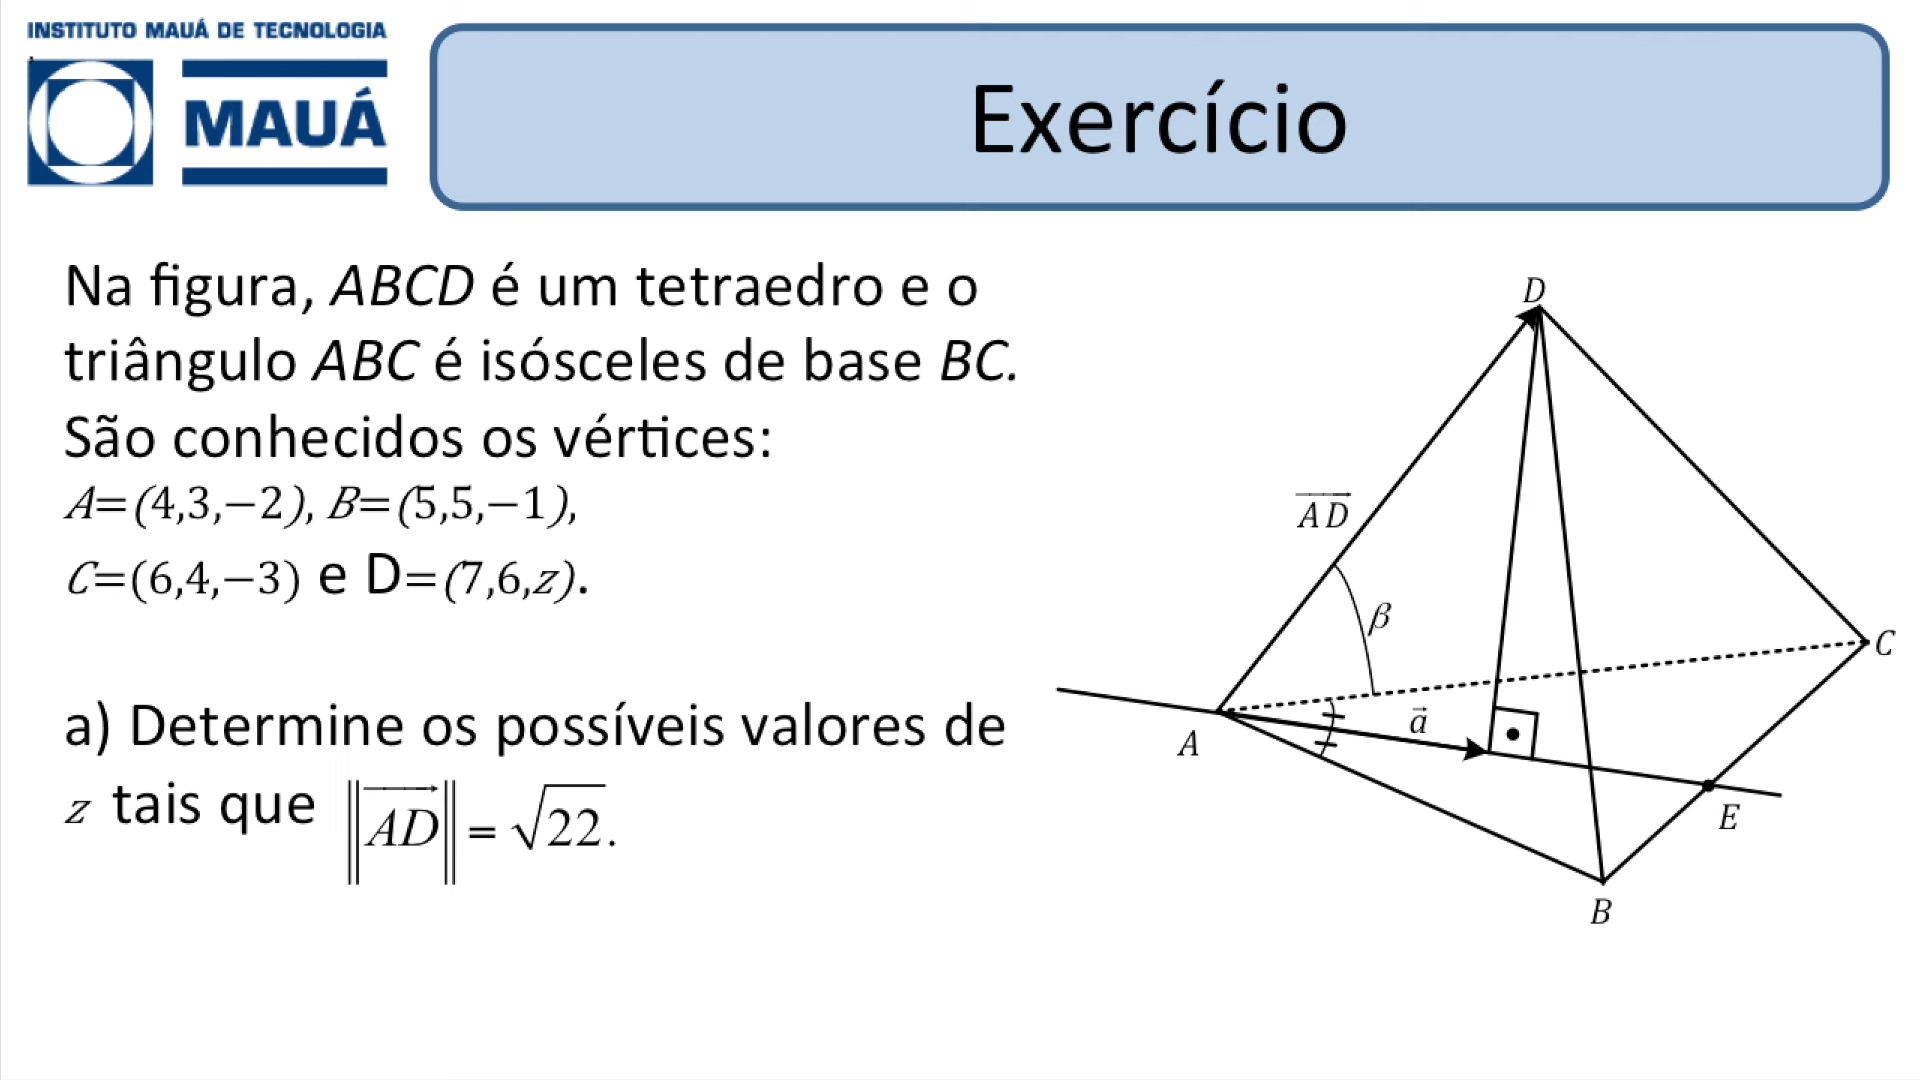 INSTITUTO MAUÁ DE TECNOLOGIA
MAUÁ
Exercício
Na figura, ABCD é um tetraedro e o
triângulo ABC é isósceles de base BC.
São conhecidos os vértices:
A=(4,3,−2), B=(5,5,−1),
C=(6,4,−3) e D=(7,6,z).
a) Determine os possíveis valores de
z tais que ‖AD‖ = √22.
D
AD
β
C
a
A
E
B